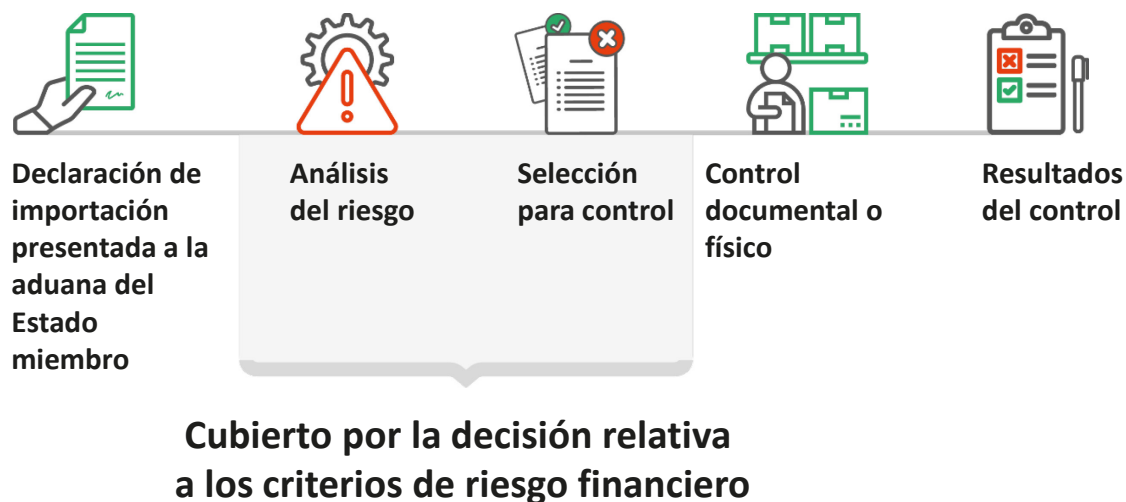 Declaración de
importación
presentada a la
aduana del
Estado
miembro
Análisis
del riesgo
Selección
para control
Control
documental o
físico
Resultados
del control
Cubierto por la decisión relativa
a los criterios de riesgo financiero